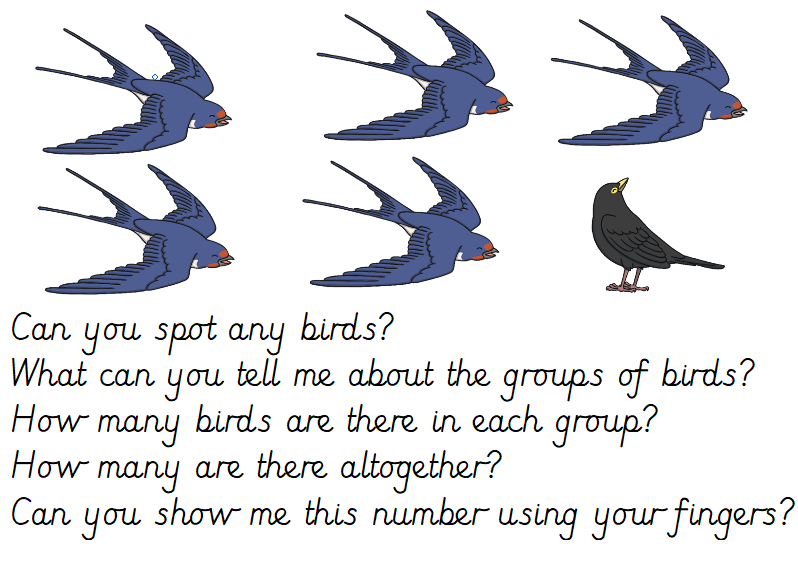 Can you spot any birds?
What can you tell me about the groups of birds?
How many birds are there in each group?
How many are there altogether?
Can you show me this number using your fingers?